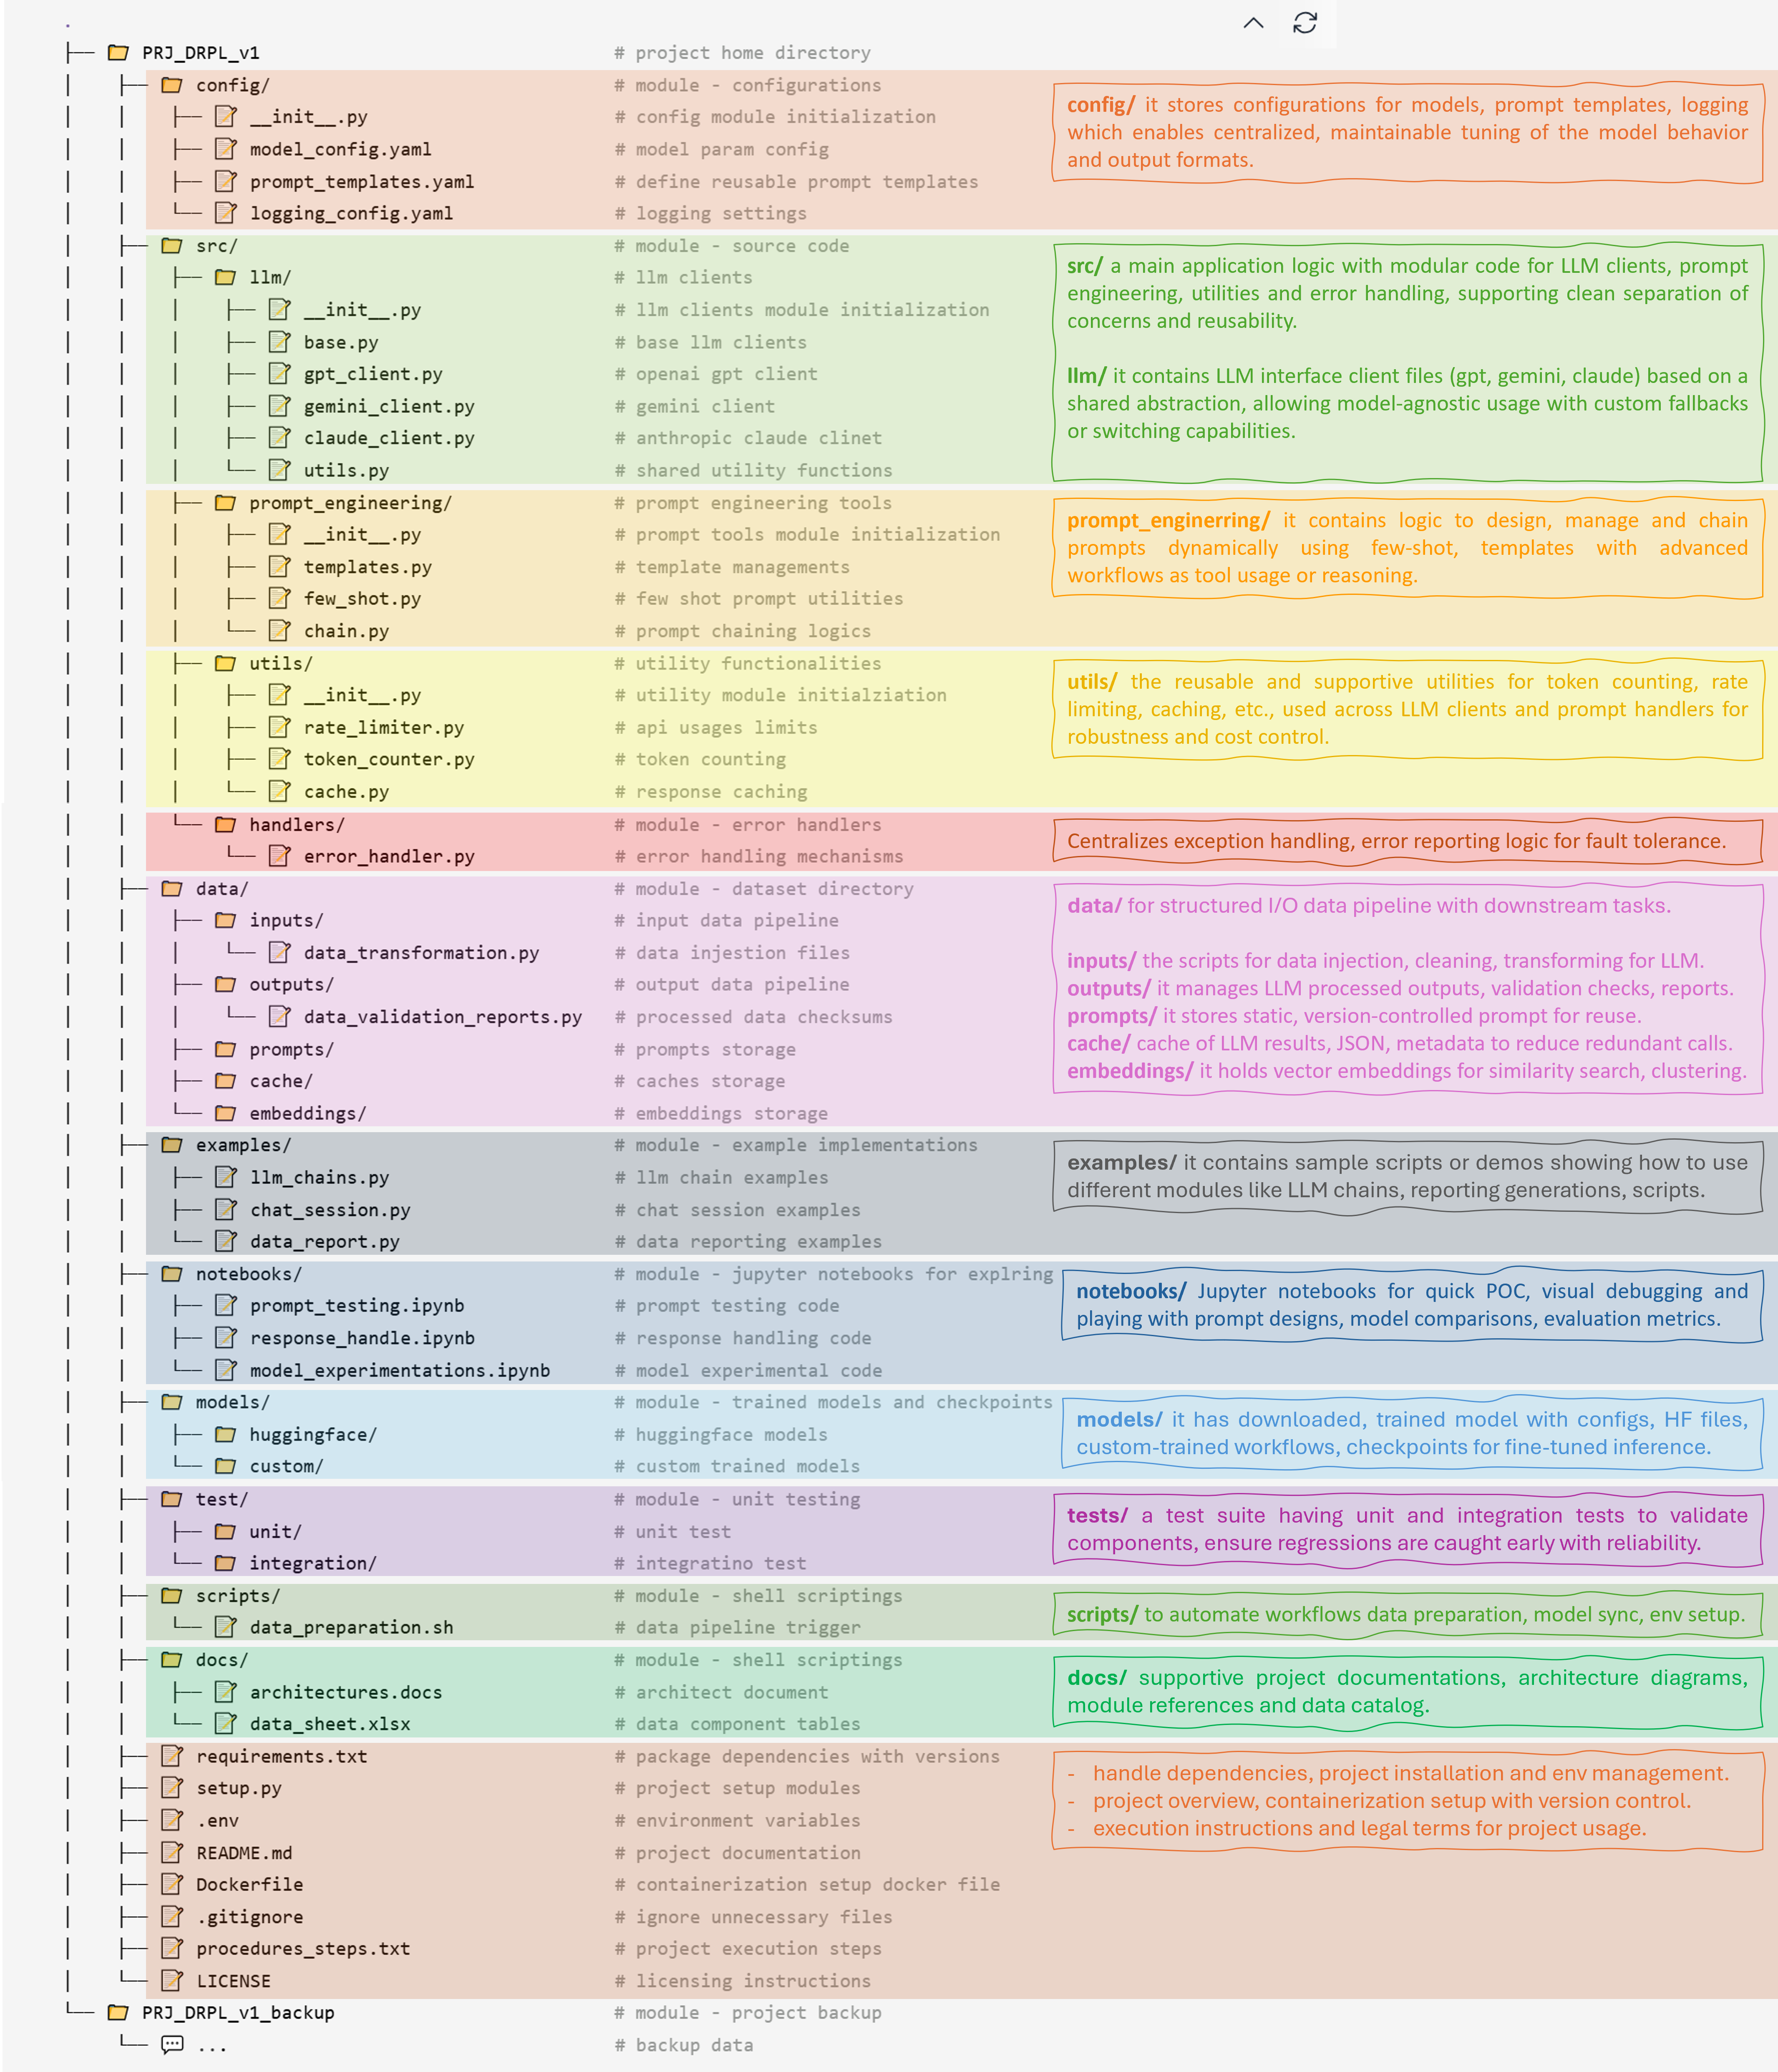 .
├── PRJ_DRPL_v1 # project home directory
│ ├── config/ # module - configurations
│ │ ├── __init__.py # config module initialization
│ │ ├── model_config.yaml # model param config
│ │ ├── prompt_templates.yaml # define reusable prompt templates
│ │ └── logging_config.yaml # logging settings
config/ it stores configurations for models, prompt templates, logging
which enables centralized, maintainable tuning of the model behavior
and output formats.
│ ├── src/ # module - source code
│ │ ├── llm/ # llm clients
│ │ │ ├── __init__.py # llm clients module initialization
│ │ │ ├── base.py # base llm clients
│ │ │ ├── gpt_client.py # openai gpt client
│ │ │ ├── gemini_client.py # gemini client
│ │ │ ├── claude_client.py # anthropic claude clinet
│ │ │ └── utils.py # shared utility functions
src/ a main application logic with modular code for LLM clients, prompt
engineering, utilities and error handling, supporting clean separation of
concerns and reusability.
llm/ it contains LLM interface client files (gpt, gemini, claude) based on a
shared abstraction, allowing model-agnostic usage with custom fallbacks
or switching capabilities.
│ │ ├── prompt_engineering/ # prompt engineering tools
│ │ │ ├── __init__.py # prompt tools module initialization
│ │ │ ├── templates.py # template managements
│ │ │ ├── few_shot.py # few shot prompt utilities
│ │ │ └── chain.py # prompt chaining logics
prompt_enginerring/ it contains logic to design, manage and chain
prompts dynamically using few-shot, templates with advanced
workflows as tool usage or reasoning.
│ │ ├── utils/ # utility functionalities
│ │ │ ├── __init__.py # utility module initialziation
│ │ │ ├── rate_limiter.py # api usages limits
│ │ │ ├── token_counter.py # token counting
│ │ │ └── cache.py # response caching
utils/ the reusable and supportive utilities for token counting, rate
limiting, caching, etc., used across LLM clients and prompt handlers for
robustness and cost control.
│ │ └── handlers/ # module - error handlers
│ │ └── error_handler.py # error handling mechanisms
Centralizes exception handling, error reporting logic for fault tolerance.
│ ├── data/ # module - dataset directory
│ │ ├── inputs/ # input data pipeline
│ │ │ └── data_transformation.py # data injestion files
│ │ ├── outputs/ # output data pipeline
│ │ │ └── data_validation_reports.py # processed data checksums
│ │ ├── prompts/ # prompts storage
│ │ ├── cache/ # caches storage
│ │ └── embeddings/ # embeddings storage
data/ for structured I/O data pipeline with downstream tasks.
inputs/ the scripts for data injection, cleaning, transforming for LLM.
outputs/ it manages LLM processed outputs, validation checks, reports.
prompts/ it stores static, version-controlled prompt for reuse.
cache/ cache of LLM results, JSON, metadata to reduce redundant calls.
embeddings/ it holds vector embeddings for similarity search, clustering.
│ ├── examples/ # module - example implementations
│ │ ├── llm_chains.py # llm chain examples
│ │ ├── chat_session.py # chat session examples
│ │ └── data_report.py # data reporting examples
examples/ it contains sample scripts or demos showing how to use
different modules like LLM chains, reporting generations, scripts.
│ ├── notebooks/ # module - jupyter notebooks for explring
│ │ ├── prompt_testing.ipynb # prompt testing code
│ │ ├── response_handle.ipynb # response handling code
│ │ └── model_experimentations.ipynb # model experimental code
notebooks/ Jupyter notebooks for quick POC, visual debugging and
playing with prompt designs, model comparisons, evaluation metrics.
│ ├── models/ # module - trained models and checkpoints
│ │ ├── huggingface/ # huggingface models
│ │ └── custom/ # custom trained models
models/ it has downloaded, trained model with configs, HF files,
custom-trained workflows, checkpoints for fine-tuned inference.
│ ├── test/ # module - unit testing
│ │ ├── unit/ # unit test
│ │ └── integration/ # integratino test
tests/ a test suite having unit and integration tests to validate
components, ensure regressions are caught early with reliability.
│ ├── scripts/ # module - shell scriptings
│ │ └── data_preparation.sh # data pipeline trigger
scripts/ to automate workflows data preparation, model sync, env setup.
│ ├── docs/ # module - shell scriptings
│ │ ├── architectures.docs # architect document
│ │ └── data_sheet.xlsx # data component tables
docs/ supportive project documentations, architecture diagrams,
module references and data catalog.
│ ├── requirements.txt # package dependencies with versions
│ ├── setup.py # project setup modules
│ ├── .env # environment variables
│ ├── README.md # project documentation
│ ├── Dockerfile # containerization setup docker file
│ ├── .gitignore # ignore unnecessary files
│ ├── procedures_steps.txt # project execution steps
│ └── LICENSE # licensing instructions
- handle dependencies, project installation and env management.
- project overview, containerization setup with version control.
- execution instructions and legal terms for project usage.
└── PRJ_DRPL_v1_backup # module - project backup
└── ... # backup data